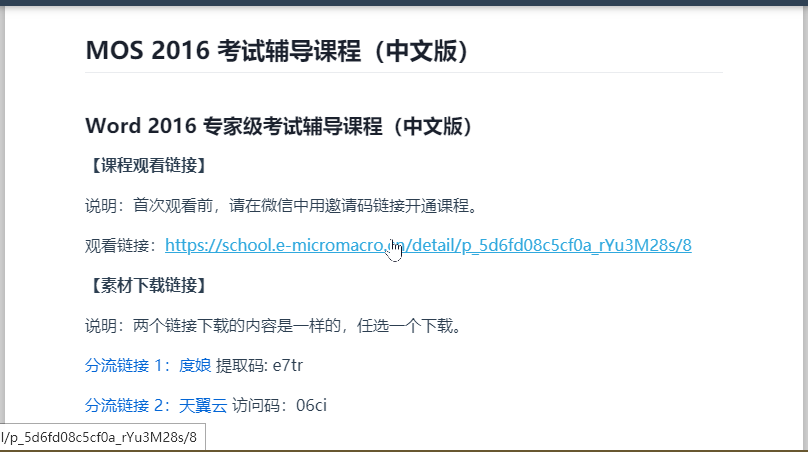 MOS 2016 考试辅导课程（中文版）
Word 2016 专家级考试辅导课程（中文版）
【课程观看链接】
说明：首次观看前，请在微信中用邀请码链接开通课程。
观看链接：https://school.e-micromacro.cn/detail/p_5d6fd08c5cf0a_rYu3M28s/8
【素材下载链接】
说明：两个链接下载的内容是一样的，任选一个下载。
分流链接 1：度娘 提取码: e7tr
分流链接 2：天翼云 访问码：06ci
l/p_5d6fd08c5cf0a_rYu3M28s/8